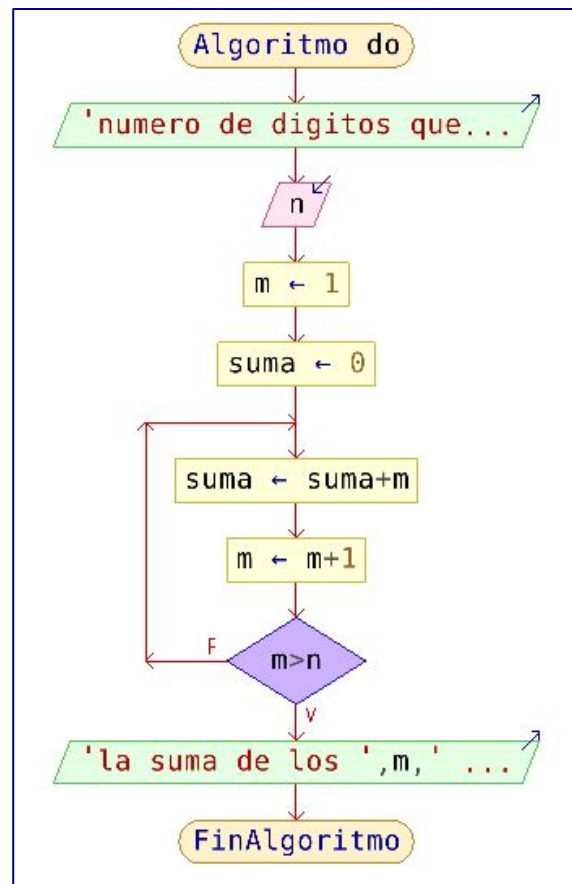 Algoritmo do
'numero de digitos que...
n
m ← 1
suma ← 0
suma ← suma+m
m ← m+1
m>n
F
V
'la suma de los ',m,' ...
FinAlgoritmo